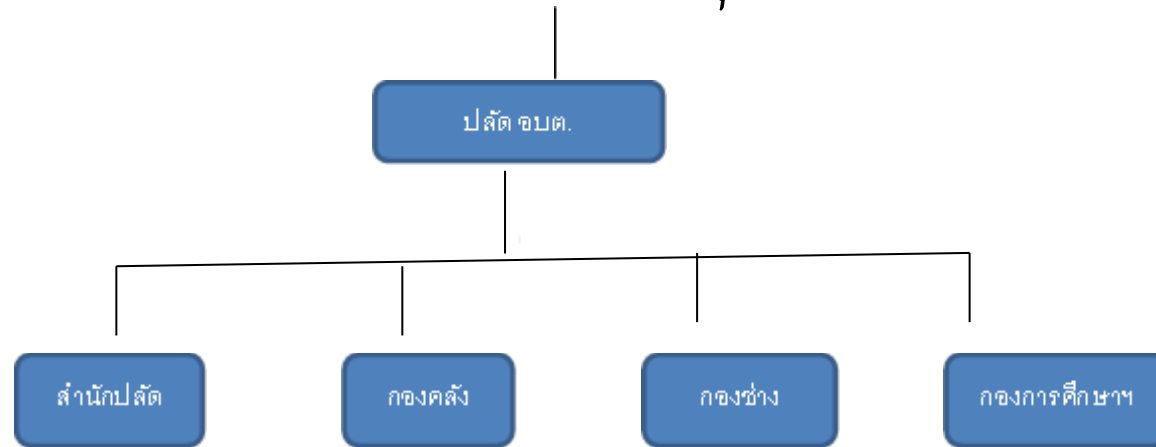 ปลัด อบต.
สำนักปลัด
กองคลัง
กองช่าง
กองการศึกษาฯ